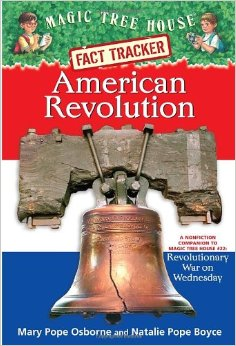 MAGIC TREE HOUSE
FACT TRACKER
American
Revolution
A NONFICTION
COMPANION TO
MAGIC TREE HOUSE #22:
Revolutionary
War on
Wednesday
Mary Pope Osborne and Natalie Pope Boyce